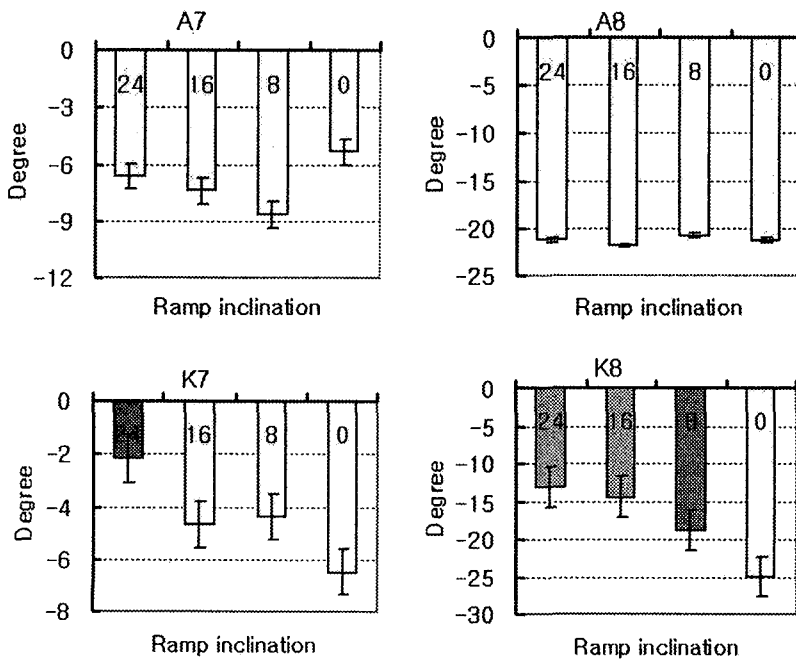 A7
0
-3
-6
-9
-12
Degree
24 16 8 0
Ramp inclination
A8
0
-5
-10
-15
-20
-25
Degree
24 16 8 0
Ramp inclination
K7
0
-2
-4
-6
-8
Degree
24 16 8 0
Ramp inclination
K8
0
-5
-10
-15
-20
-25
-30
Degree
24 16 8 0
Ramp inclination